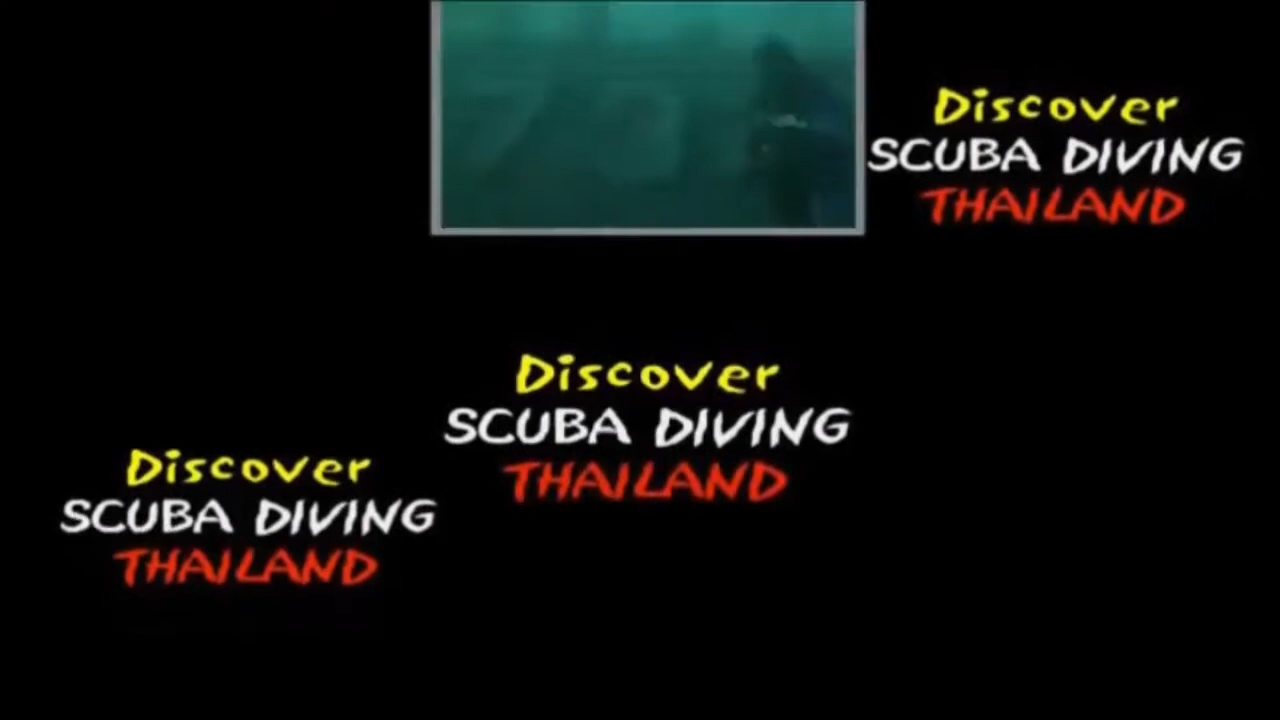 Discover
SCUBA DIVING
THAILAND
Discover
SCUBA DIVING
THAILAND
Discover
SCUBA DIVING
THAILAND